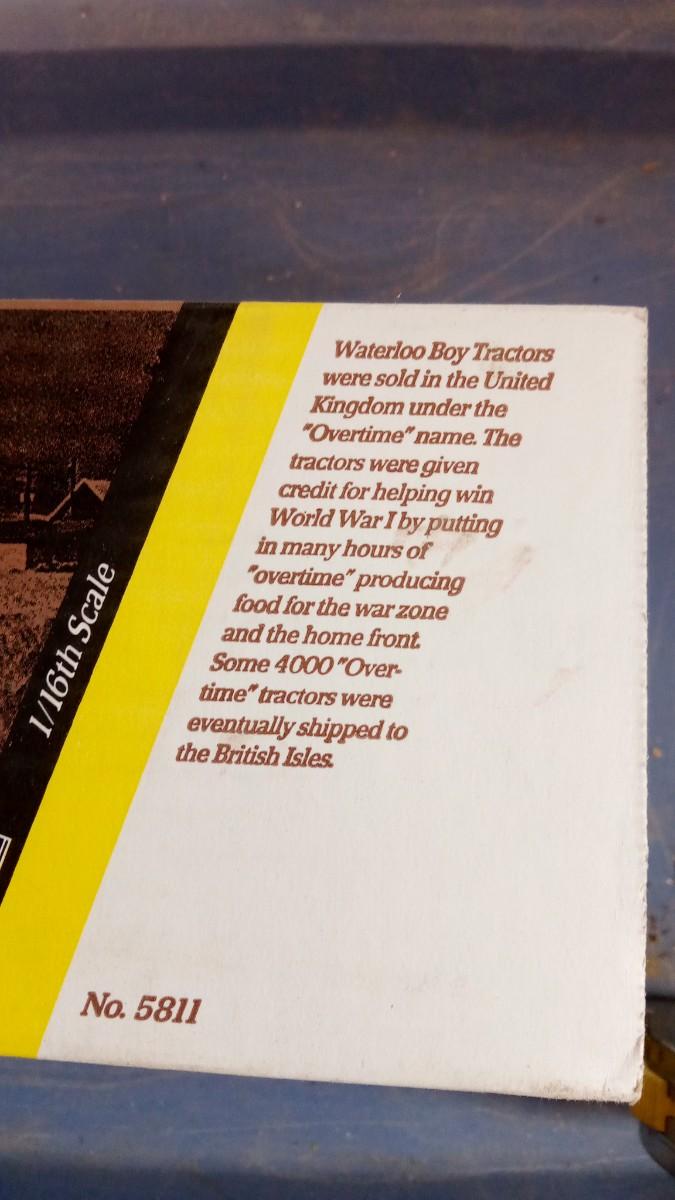 Waterloo Boy Tractors
were sold in the United
Kingdom under the
"Overtime" name. The
tractors were given
credit for helping win
World War I by putting
in many hours of
"overtime" producing
food for the war zone
and the home front.
Some 4000 "Over-
time" tractors were
eventually shipped to
the British Isles.
1/16th Scale
No. 5811